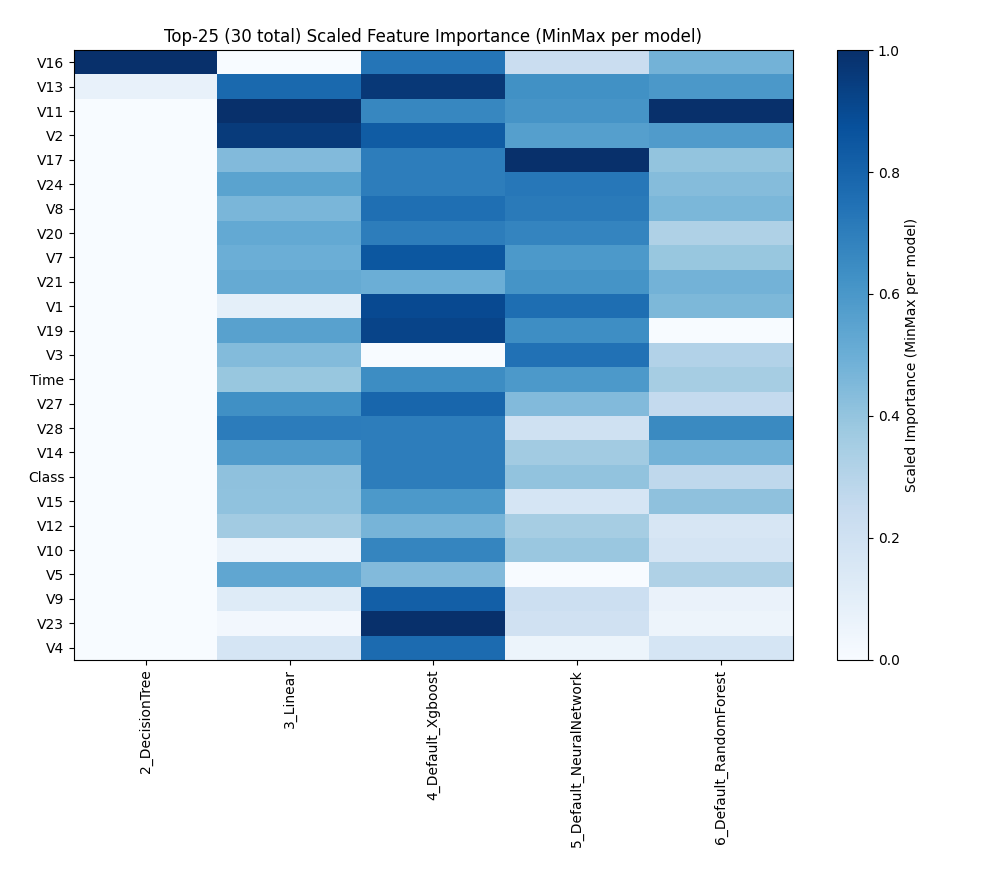 Top-25 (30 total) Scaled Feature Importance (MinMax per model)
V16
V13
V11
V2
V17
V24
V8
V20
V7
V21
V1
V19
V3
Time
V27
V28
V14
Class
V15
V12
V10
V5
V9
V23
V4
2_DecisionTree
3_Linear
4_Default_Xgboost
5_Default_NeuralNetwork
6_Default_RandomForest
1.0
0.8
0.6
0.4
0.2
0.0
Scaled Importance (MinMax per model)